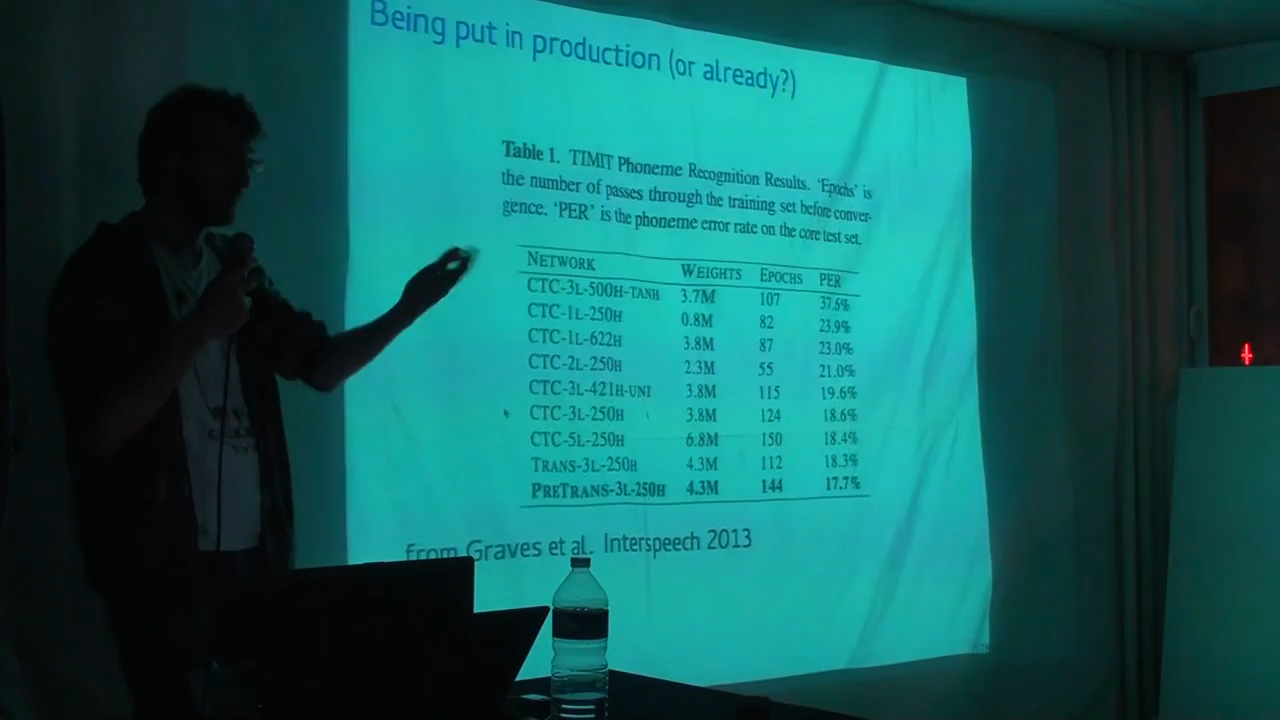 Being put in production (or already?)
Table 1. TIMIT Phoneme Recognition Results. ‘Epochs’ is
the number of passes through the training set before conver-
gence. ‘PER’ is the phoneme error rate on the core test set.
NETWORK WEIGHTS EPOCHS PER
CTC-3L-500H-TANH 3.7M 107 37.6%
CTC-1L-250H 0.8M 82 23.9%
CTC-1L-622H 3.8M 87 23.0%
CTC-2L-250H 2.3M 55 21.0%
CTC-3L-421H-UNI 3.8M 115 19.6%
CTC-3L-250H 3.8M 124 18.6%
CTC-5L-250H 6.8M 150 18.4%
TRANS-3L-250H 4.3M 112 18.3%
PRETRANS-3L-250H 4.3M 144 17.7%
from Graves et al. Interspeech 2013